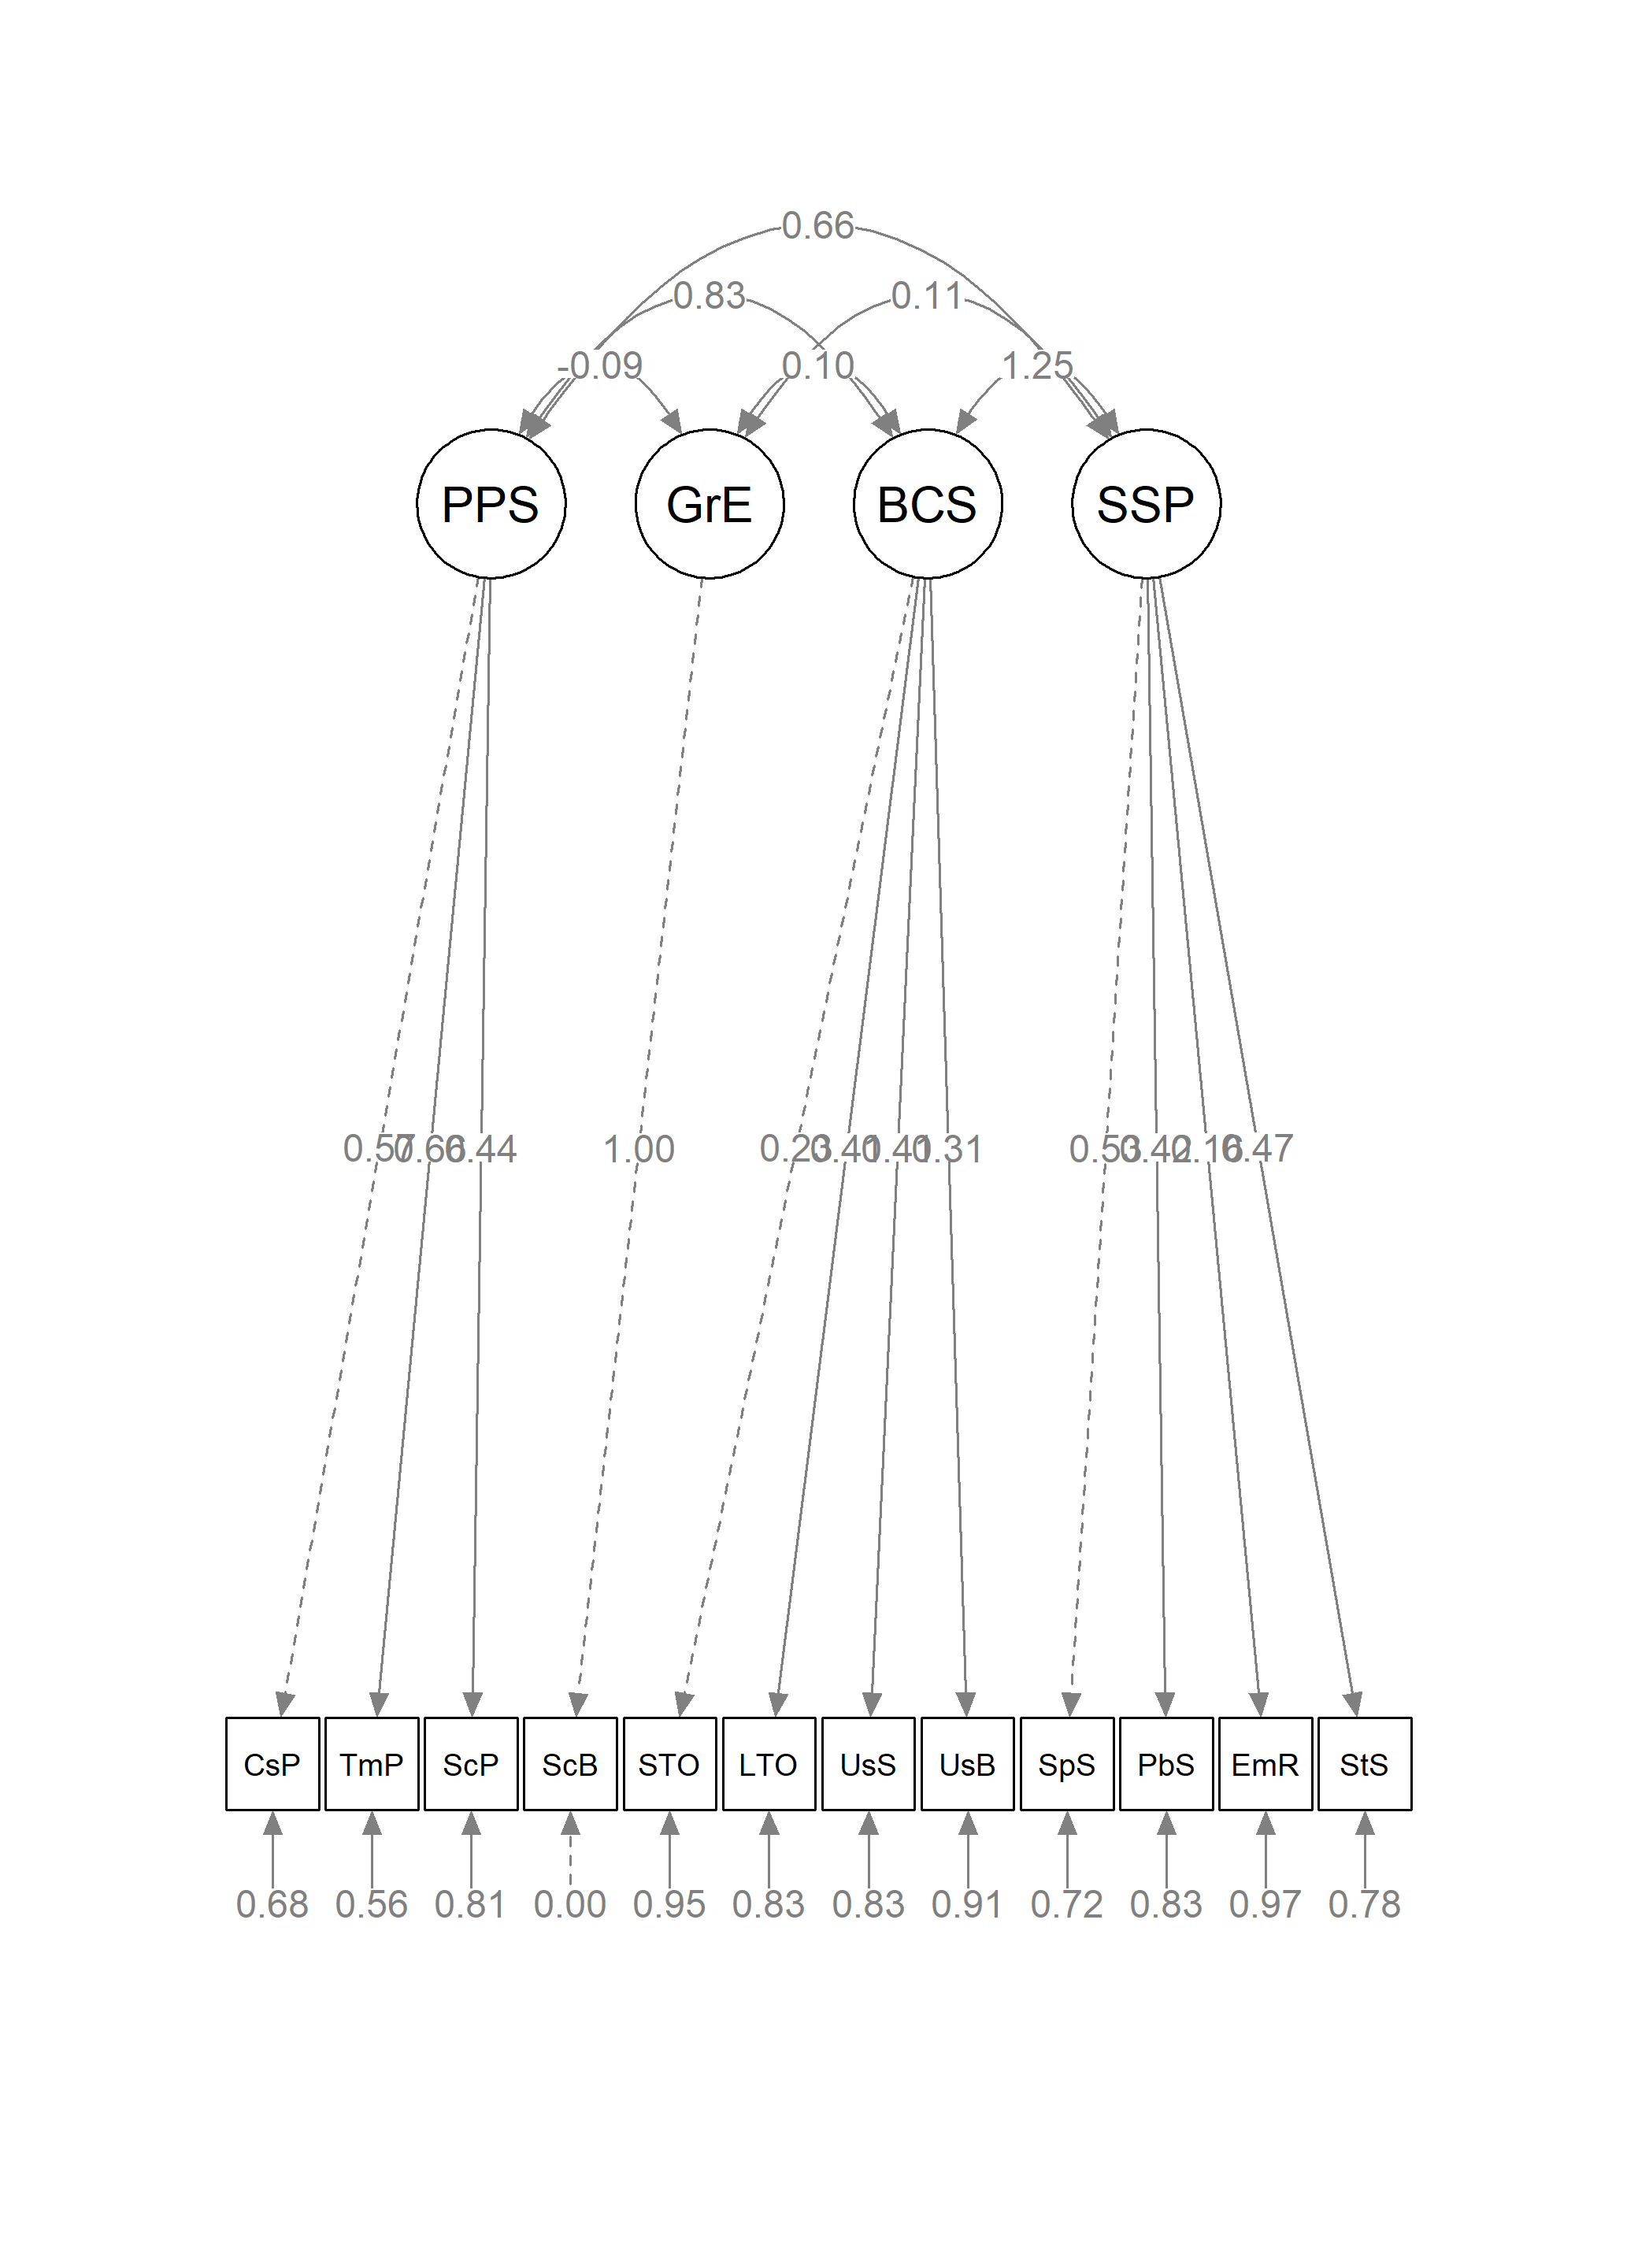 0.66
0.83 0.11
-0.09 0.10 1.25
PPS GrE BCS SSP
0.57 0.66 0.44 1.00 0.23 0.41 0.41 0.31 0.53 0.42 0.16 0.47
CsP TmP ScP ScB STO LTO UsS UsB SpS PbS EmR StS
0.68 0.56 0.81 0.00 0.95 0.83 0.83 0.91 0.72 0.83 0.97 0.78